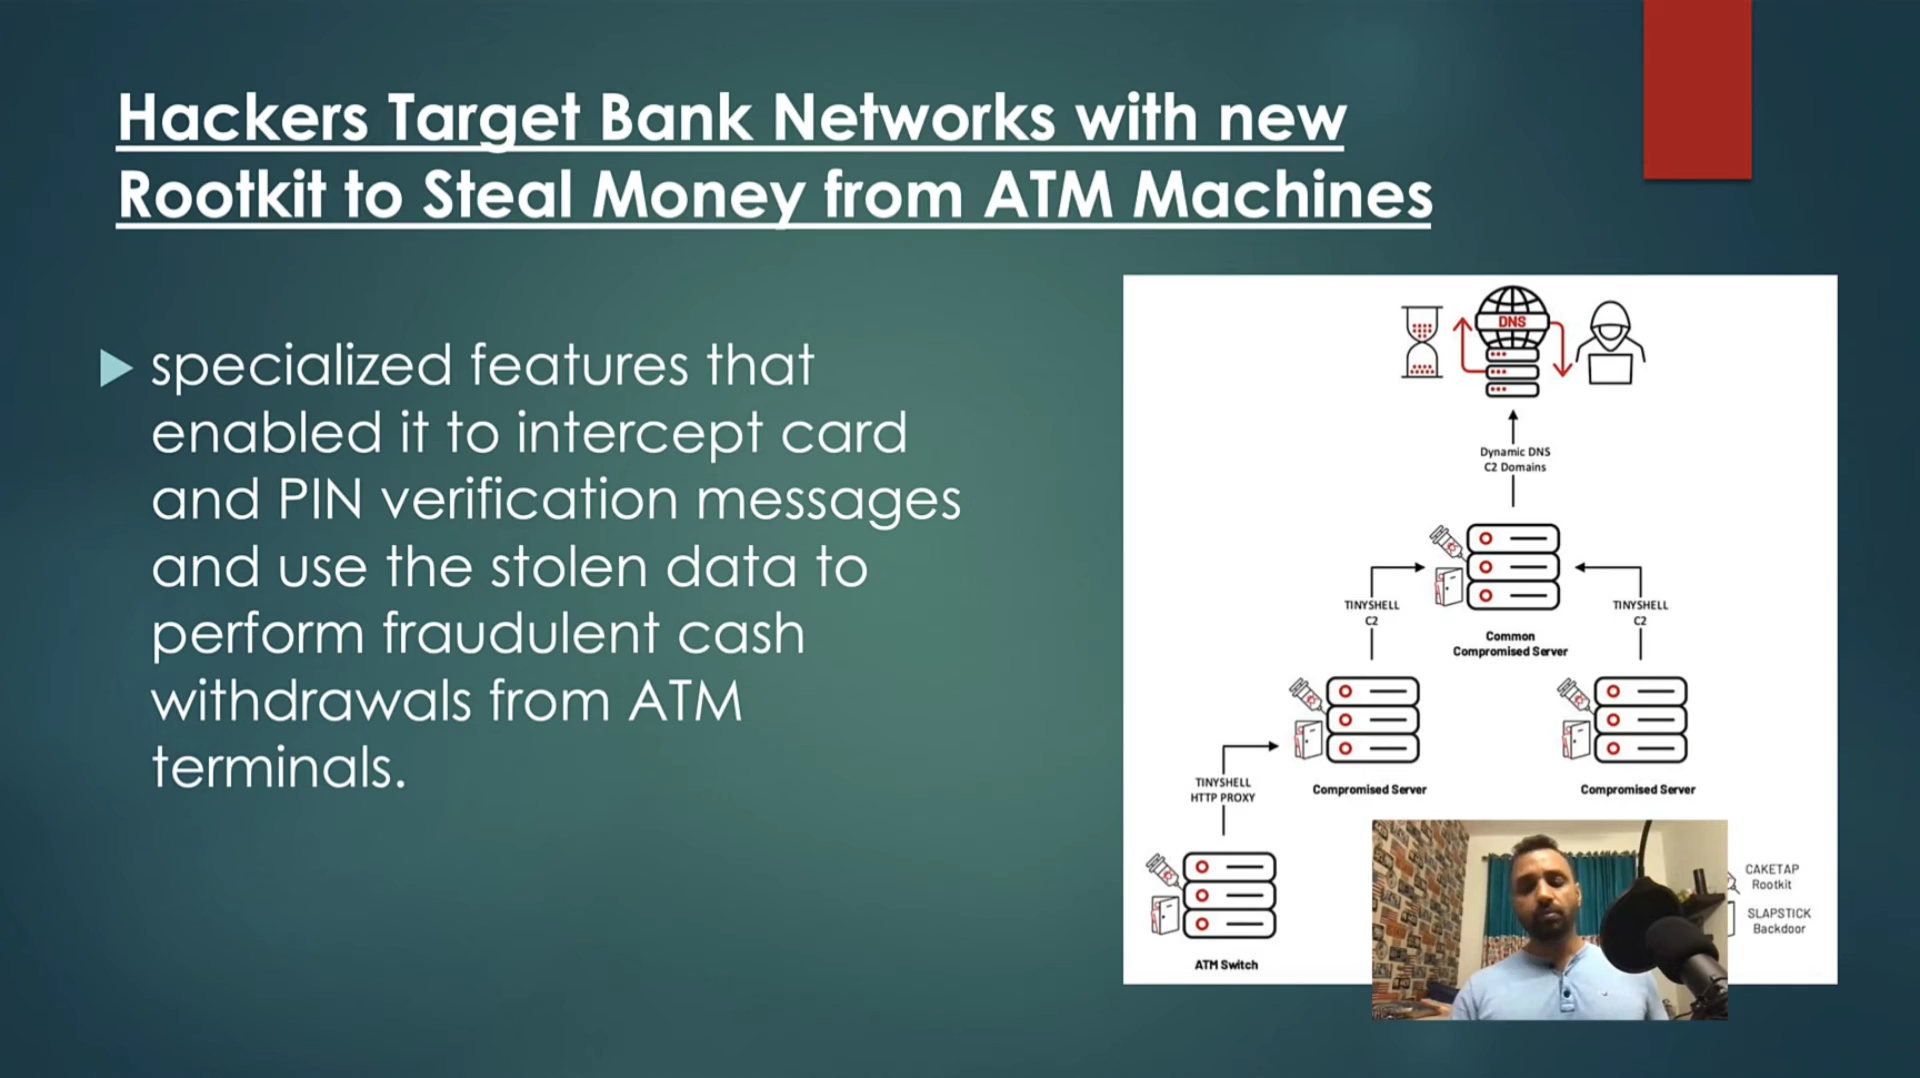 Hackers Target Bank Networks with new
Rootkit to Steal Money from ATM Machines
specialized features that
enabled it to intercept card
and PIN verification messages
and use the stolen data to
perform fraudulent cash
withdrawals from ATM
terminals.
DNS
Dynamic DNS
C2 Domains
TINYSHELL
C2
TINYSHELL
C2
Common
Compromised Server
TINYSHELL
HTTP PROXY
Compromised Server
Compromised Server
ATM Switch
CAKETAP
Rootkit
SLAPSTICK
Backdoor